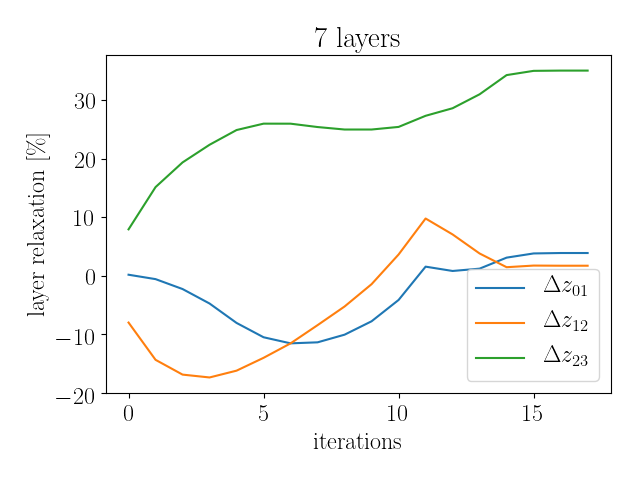 7 layers
layer relaxation [%]
30
20
10
0
−10
−20
0 5 10 15
iterations
Δz₀₁
Δz₁₂
Δz₂₃